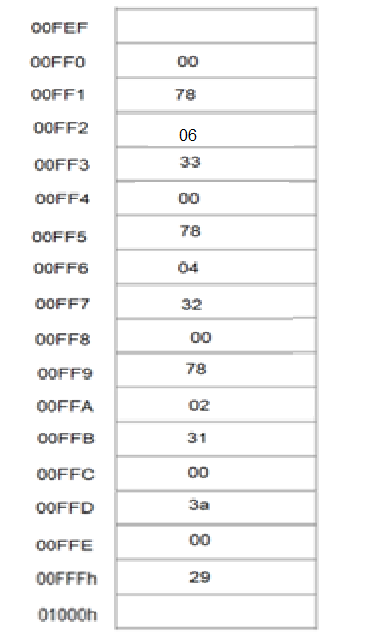 00FEF
00FF0 00
00FF1 78
00FF2 06
00FF3 33
00FF4 00
00FF5 78
00FF6 04
00FF7 32
00FF8 00
00FF9 78
00FFA 02
00FFB 31
00FFC 00
00FFD 3a
00FFE 00
00FFFh 29
01000h